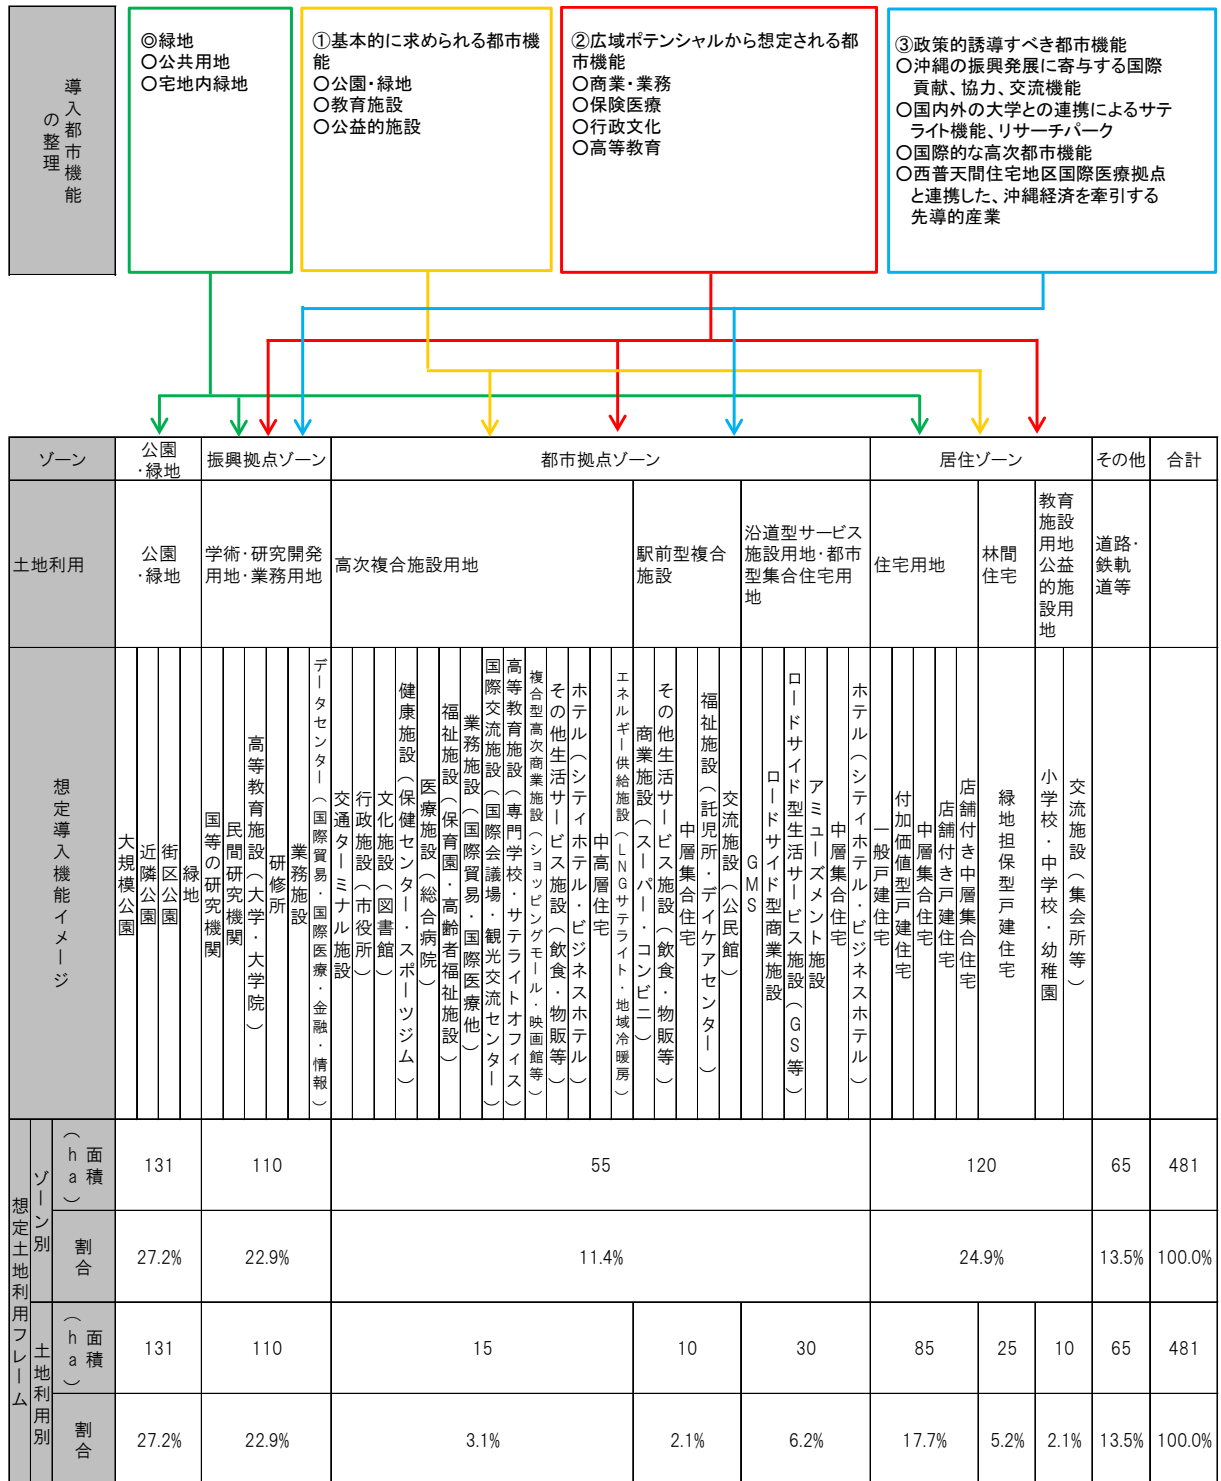 導入都市機能
の整理
◎緑地
〇公共用地
〇宅地内緑地
①基本的に求められる都市機
能
〇公園・緑地
〇教育施設
〇公益的施設
②広域ポテンシャルから想定される都
市機能
〇商業・業務
〇保険医療
〇行政文化
〇高等教育
③政策的誘導すべき都市機能
〇沖縄の振興発展に寄与する国際
貢献、協力、交流機能
〇国内外の大学との連携によるサテ
ライト機能、リサーチパーク
〇国際的な高次都市機能
〇西普天間住宅地区国際医療拠点
と連携した、沖縄経済を牽引する
先導的産業
ゾーン
公園
・緑地
振興拠点ゾーン
都市拠点ゾーン
居住ゾーン
その他
合計
土地利用
公園
・緑地
学術・研究開発
用地・業務用地
高次複合施設用地
駅前型複合
施設
沿道型サービス
施設用地・都市
型集合住宅用
地
住宅用地
林間
住宅
教育
施設
用地
公益
的施
設用
地
道路・
鉄軌
道等
想定導入機能イメージ
大規模公園
近隣公園
街区公園
緑地
国等の研究機関
民間研究機関
高等教育施設（大学・大学院）
研修所
業務施設
データセンター（国際貿易・国際医療・金融・情報）
交通ターミナル施設
行政施設（市役所）
文化施設（図書館）
健康施設（保健センター・スポーツジム）
医療施設（総合病院）
福祉施設（保育園・高齢者福祉施設）
業務施設（国際貿易・国際医療他）
国際交流施設（国際会議場・観光交流センター）
高等教育施設（専門学校・サテライトオフィス）
複合型高次商業施設（ショッピングモール・映画館等）
その他生活サービス施設（飲食・物販等）
ホテル（シティホテル・ビジネスホテル）
中高層住宅
エネルギー供給施設（LNGサテライト・地域冷暖房）
商業施設（スーパー・コンビニ）
その他生活サービス施設（飲食・物販等）
中層集合住宅
福祉施設（託児所・デイケアセンター）
交流施設（公民館）
GMS
ロードサイド型商業施設
ロードサイド型生活サービス施設（GS等）
アミューズメント施設
中層集合住宅
ホテル（シティホテル・ビジネスホテル）
一般戸建住宅
付加価値型戸建住宅
中層集合住宅
店舗付き戸建住宅
店舗付き中層集合住宅
緑地担保型戸建住宅
小学校・中学校・幼稚園
交流施設（集会所等）
想定土地利用フレーム
ゾーン別
面積
（ha）
131
110
55
120
65
481
割合
27.2%
22.9%
11.4%
24.9%
13.5%
100.0%
土地利用別
面積
（ha）
131
110
15
10
30
85
25
10
65
481
割合
27.2%
22.9%
3.1%
2.1%
6.2%
17.7%
5.2%
2.1%
13.5%
100.0%